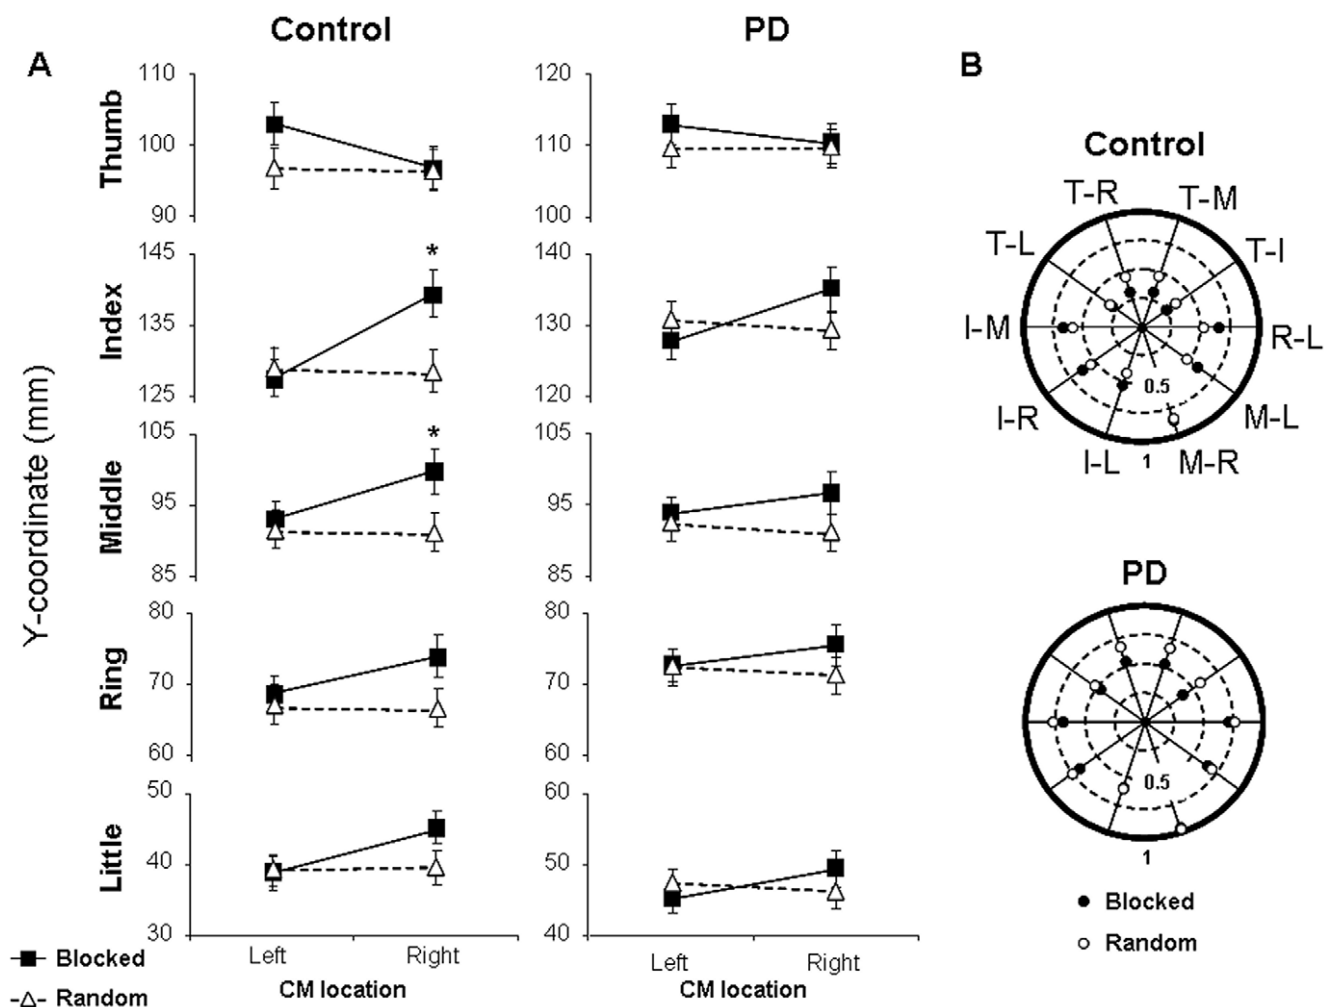 Control
PD
A
B
Y-coordinate (mm)
Thumb
110
100
90
120
110
100
Index
145
135
125
*
140
130
120
Middle
105
95
85
*
105
95
85
Ring
80
70
60
80
70
60
Little
50
40
30
60
50
40
Left
Right
CM location
Left
Right
CM location
Blocked
Random
Control
T-R
T-M
T-L
T-I
I-M
R-L
I-R
M-L
I-L
M-R
0.5
1
PD
0.5
1
Blocked
Random